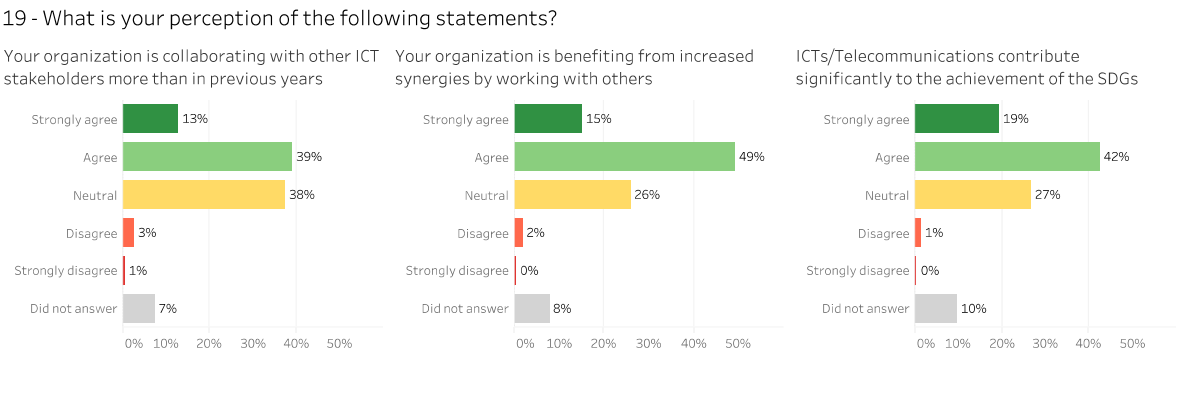 19 - What is your perception of the following statements?
Your organization is collaborating with other ICT
stakeholders more than in previous years
Strongly agree 13%
Agree 39%
Neutral 38%
Disagree 3%
Strongly disagree 1%
Did not answer 7%
0% 10% 20% 30% 40% 50%
Your organization is benefiting from increased
synergies by working with others
Strongly agree 15%
Agree 49%
Neutral 26%
Disagree 2%
Strongly disagree 0%
Did not answer 8%
0% 10% 20% 30% 40% 50%
ICTs/Telecommunications contribute
significantly to the achievement of the SDGs
Strongly agree 19%
Agree 42%
Neutral 27%
Disagree 1%
Strongly disagree 0%
Did not answer 10%
0% 10% 20% 30% 40% 50%